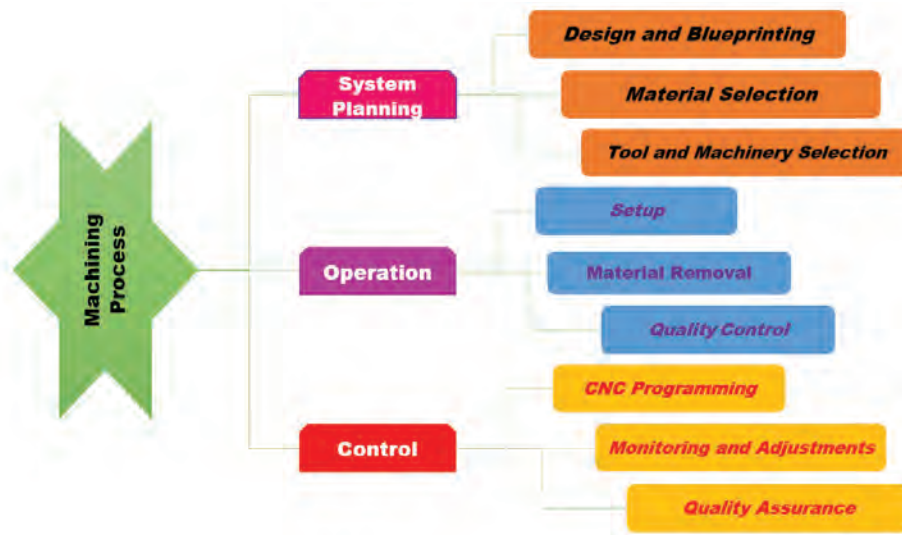 Machining
Process
System
Planning
Design and Blueprinting
Material Selection
Tool and Machinery Selection
Operation
Setup
Material Removal
Quality Control
Control
CNC Programming
Monitoring and Adjustments
Quality Assurance